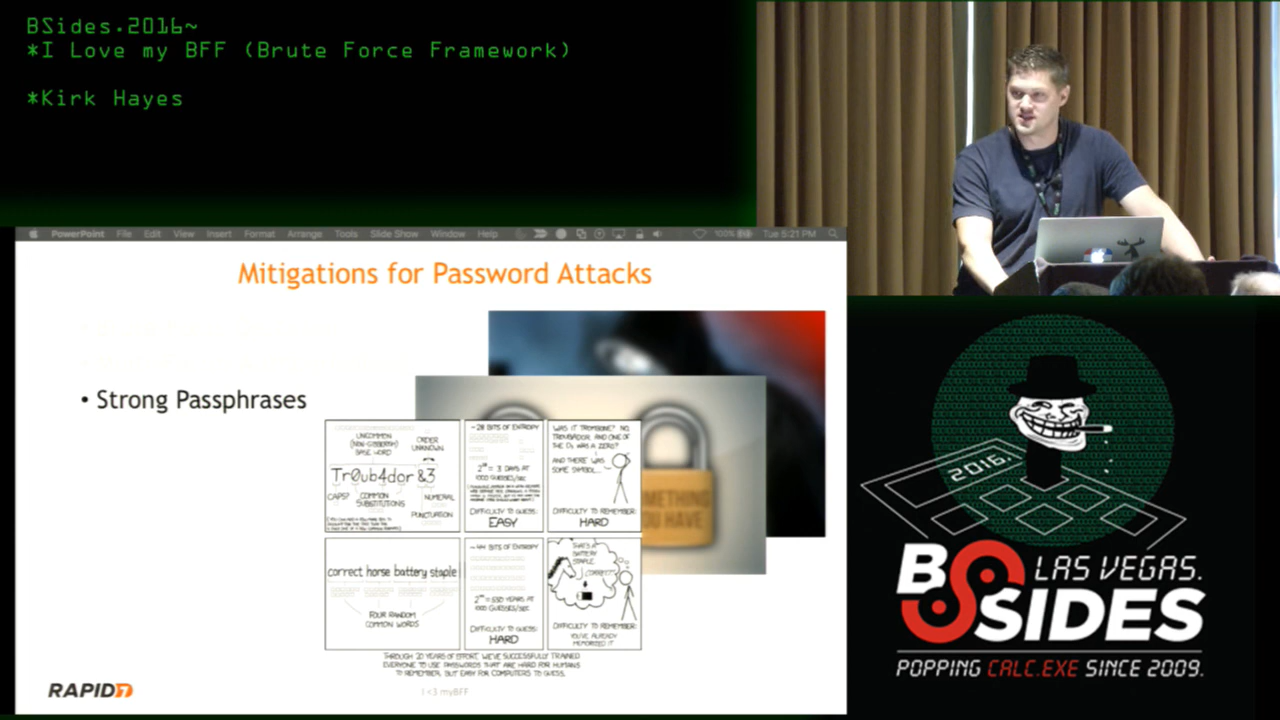 BSides.2016~
*I Love my BFF (Brute Force Framework)
*Kirk Hayes
PowerPoint File Edit View Insert Format Arrange Tools Slide Show Window Help 100% Tue 5:21 PM
Mitigations for Password Attacks
• Strong Passphrases
UNCOMMON
(NON-GIBBERISH)
BASE WORD
ORDER
UNKNOWN
Tr0ub4dor &3
CAPS?
COMMON
SUBSTITUTIONS
NUMERAL
PUNCTUATION
~28 BITS OF ENTROPY
2²⁸ = 3 DAYS AT
1000 GUESSES/SEC
DIFFICULTY TO GUESS:
EASY
WAS IT TROMBONE? NO,
TROUBADOR. AND ONE OF
THE Os WAS A ZERO?
AND THERE WAS
SOME SYMBOL...
DIFFICULTY TO REMEMBER:
HARD
correct horse battery staple
FOUR RANDOM
COMMON WORDS
~44 BITS OF ENTROPY
2⁴⁴ = 550 YEARS AT
1000 GUESSES/SEC
DIFFICULTY TO GUESS:
HARD
THAT'S A
BATTERY
STAPLE.
CORRECT!
DIFFICULTY TO REMEMBER:
YOU'VE ALREADY
MEMORIZED IT
THROUGH 20 YEARS OF EFFORT, WE'VE SUCCESSFULLY TRAINED
EVERYONE TO USE PASSWORDS THAT ARE HARD FOR HUMANS
TO REMEMBER, BUT EASY FOR COMPUTERS TO GUESS.
OMETHING
OU HAVE
RAPID7
I <3 myBFF
2016.
BSIDES
LAS VEGAS.
POPPING CALC.EXE SINCE 2009.